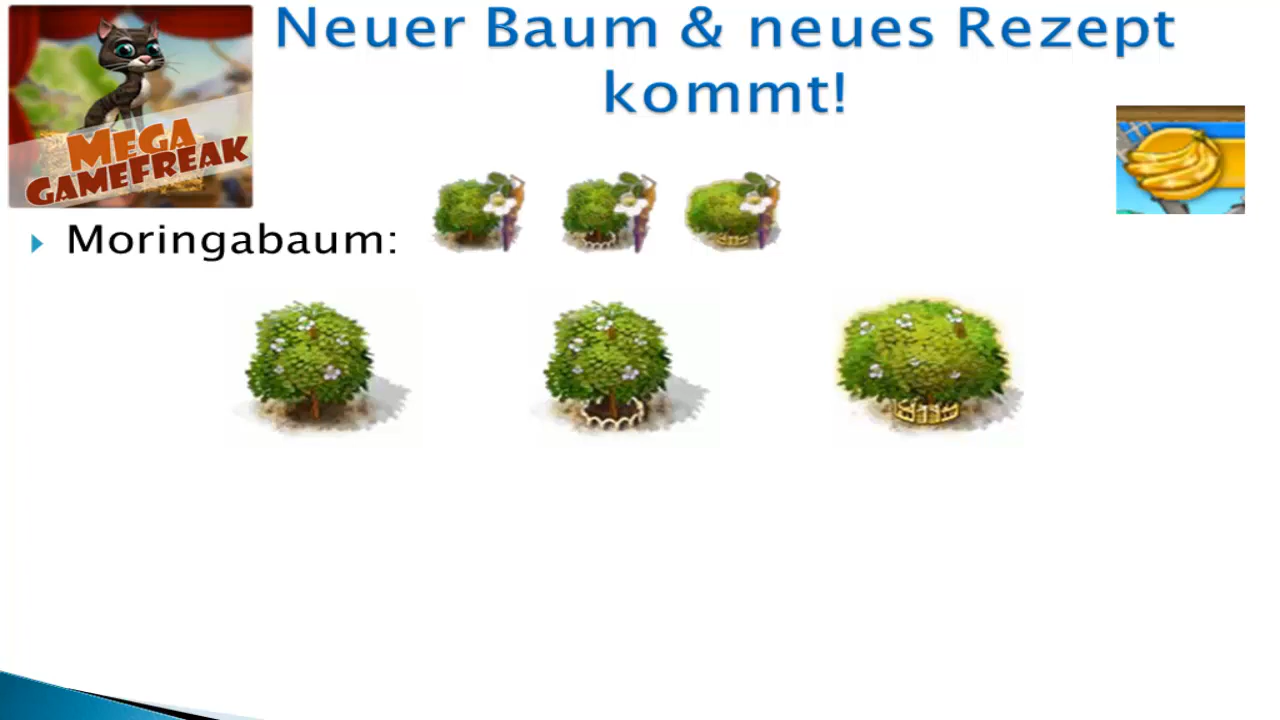 Neuer Baum & neues Rezept
kommt!
MEGA
GAMEFREAK
Moringabaum: